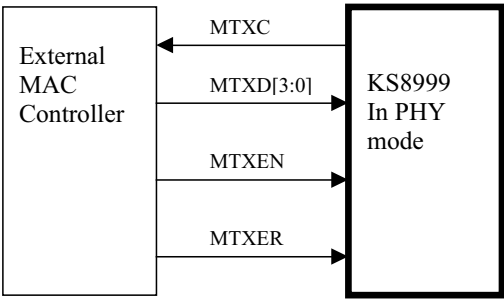 External
MAC
Controller
MTXC
MTXD[3:0]
MTXEN
MTXER
KS8999
In PHY
mode